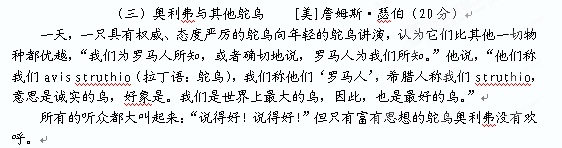 （三）奥利弗与其他鸵鸟　　[美]詹姆斯·瑟伯（20 分）
一天，一只具有权威、态度严厉的鸵鸟向年轻的鸵鸟讲演，认为它们比其他一切物
种都优越，“我们为罗马人所知，或者确切地说，罗马人为我们所知。”他说，“他们称
我们 avis struthio（拉丁语：鸵鸟），我们称他们‘罗马人’，希腊人称我们 struthio，
意思是诚实的鸟，好象是。我们是世界上最大的鸟，因此，也是最好的鸟。”
所有的听众都大叫起来：“说得好！说得好！”但只有富有思想的鸵鸟奥利弗没有欢
呼。